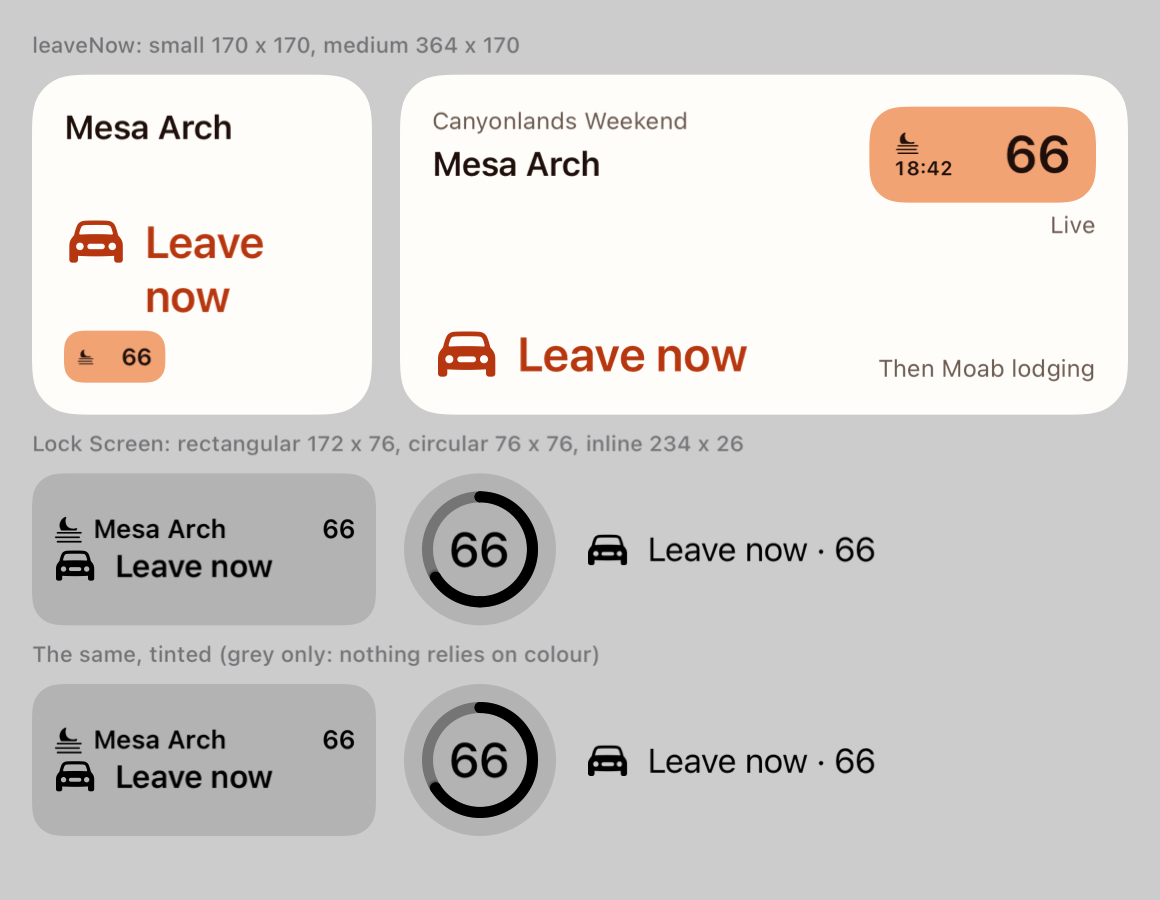 leaveNow: small 170 x 170, medium 364 x 170
Mesa Arch
Leave
now
66
Canyonlands Weekend
Mesa Arch
18:42
66
Live
Leave now
Then Moab lodging
Lock Screen: rectangular 172 x 76, circular 76 x 76, inline 234 x 26
Mesa Arch 66
Leave now
66
Leave now · 66
The same, tinted (grey only: nothing relies on colour)
Mesa Arch 66
Leave now
66
Leave now · 66